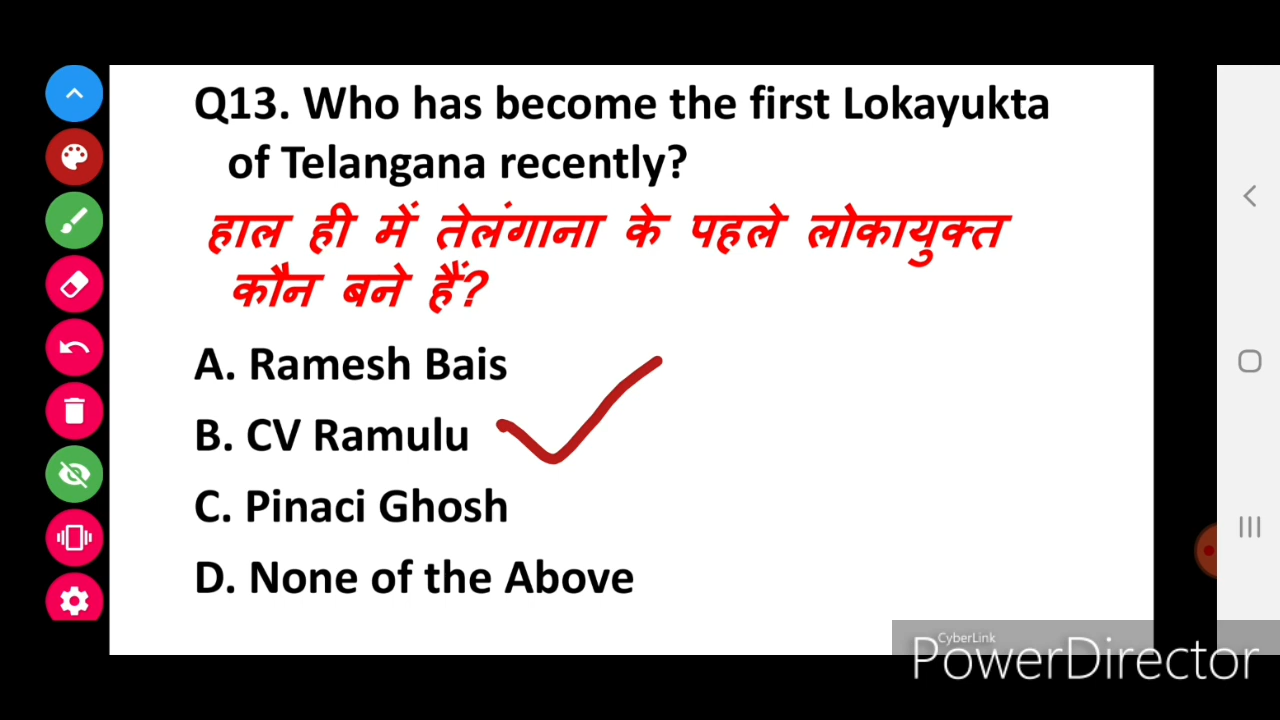 Q13. Who has become the first Lokayukta
of Telangana recently?
हाल ही में तेलंगाना के पहले लोकायुक्त
कौन बने हैं?
A. Ramesh Bais
B. CV Ramulu
C. Pinaci Ghosh
D. None of the Above
CyberLink
PowerDirector